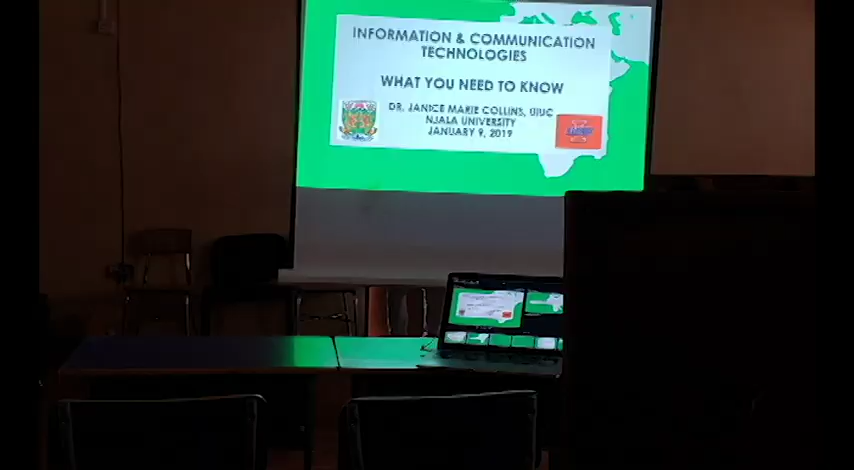 INFORMATION & COMMUNICATION
TECHNOLOGIES
WHAT YOU NEED TO KNOW
DR. JANICE MARIE COLLINS, UIUC
NJALA UNIVERSITY
JANUARY 9, 2019